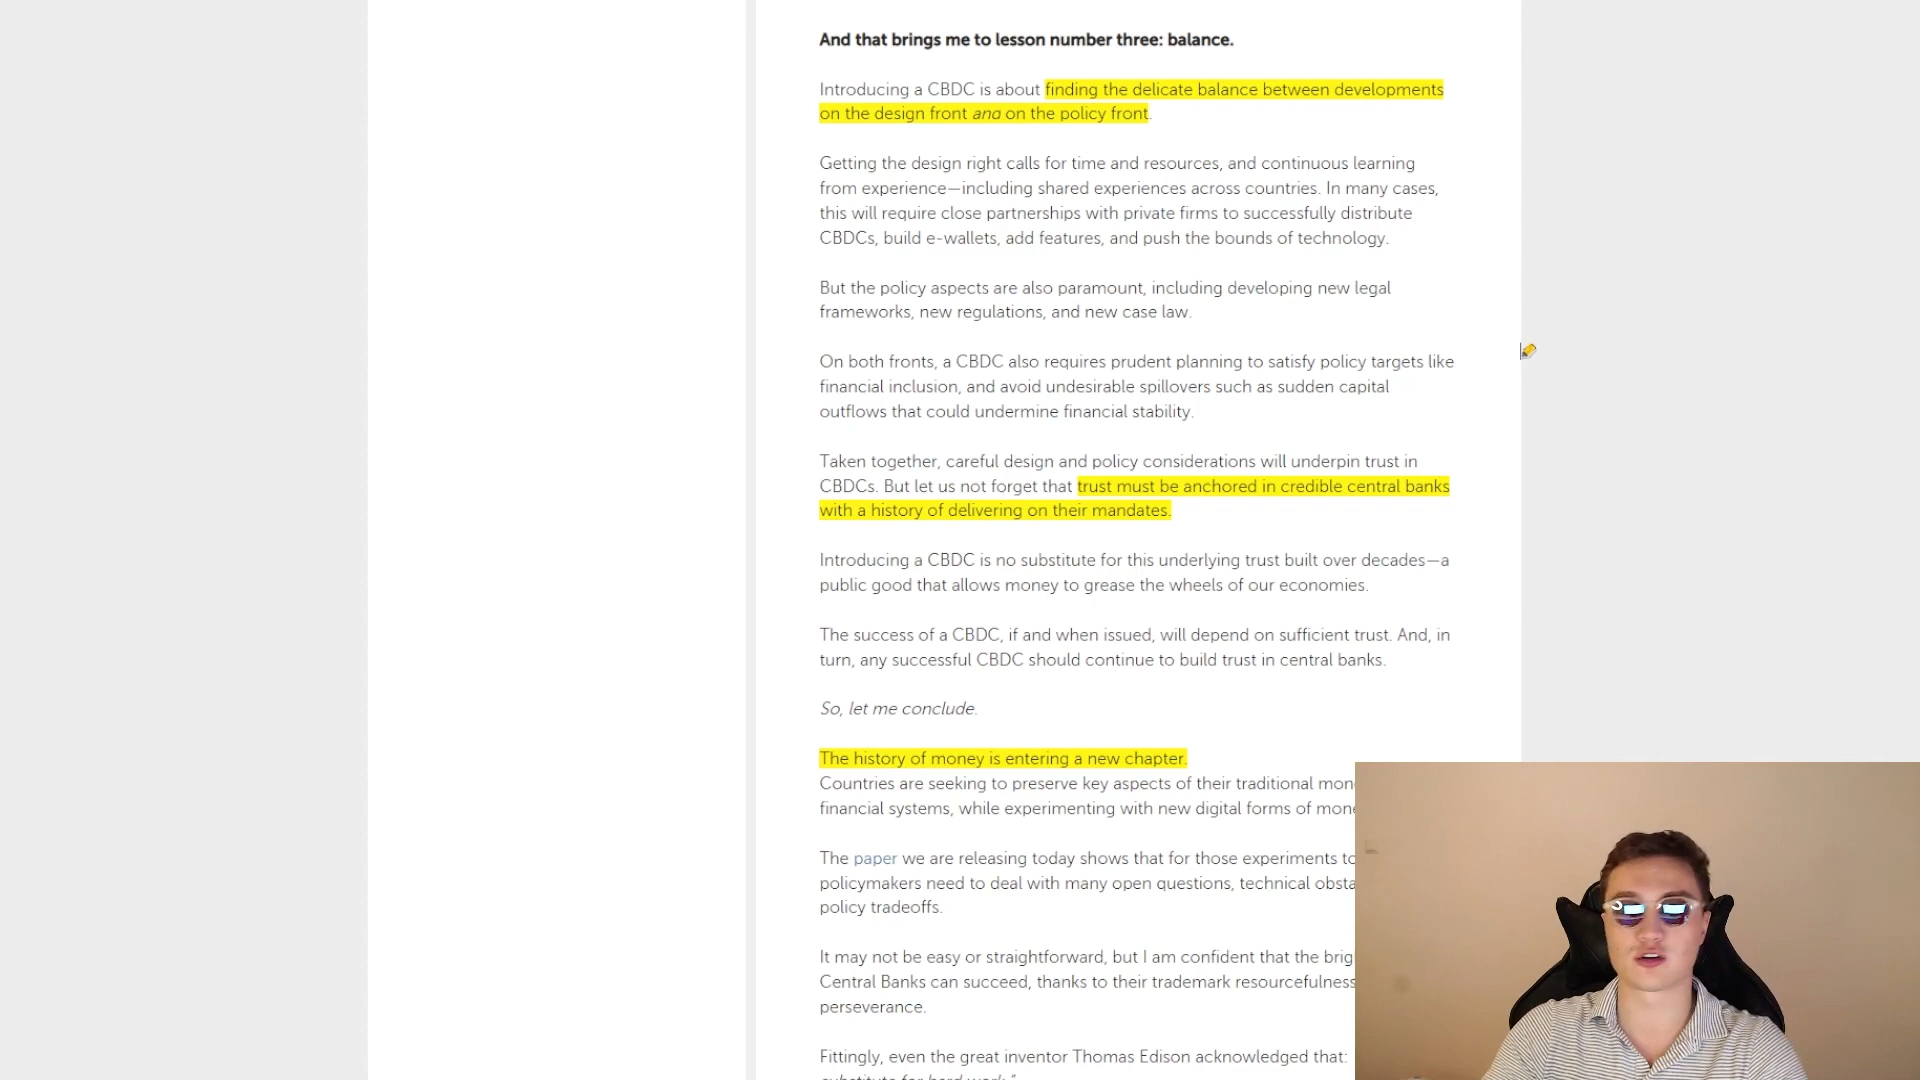 And that brings me to lesson number three: balance.
Introducing a CBDC is about finding the delicate balance between developments
on the design front and on the policy front.
Getting the design right calls for time and resources, and continuous learning
from experience—including shared experiences across countries. In many cases,
this will require close partnerships with private firms to successfully distribute
CBDCs, build e-wallets, add features, and push the bounds of technology.
But the policy aspects are also paramount, including developing new legal
frameworks, new regulations, and new case law.
On both fronts, a CBDC also requires prudent planning to satisfy policy targets like
financial inclusion, and avoid undesirable spillovers such as sudden capital
outflows that could undermine financial stability.
Taken together, careful design and policy considerations will underpin trust in
CBDCs. But let us not forget that trust must be anchored in credible central banks
with a history of delivering on their mandates.
Introducing a CBDC is no substitute for this underlying trust built over decades—a
public good that allows money to grease the wheels of our economies.
The success of a CBDC, if and when issued, will depend on sufficient trust. And, in
turn, any successful CBDC should continue to build trust in central banks.
So, let me conclude.
The history of money is entering a new chapter.
Countries are seeking to preserve key aspects of their traditional mon
financial systems, while experimenting with new digital forms of mon
The paper we are releasing today shows that for those experiments to
policymakers need to deal with many open questions, technical obsta
policy tradeoffs.
It may not be easy or straightforward, but I am confident that the brig
Central Banks can succeed, thanks to their trademark resourcefulness
perseverance.
Fittingly, even the great inventor Thomas Edison acknowledged that:
substitute for hard work."